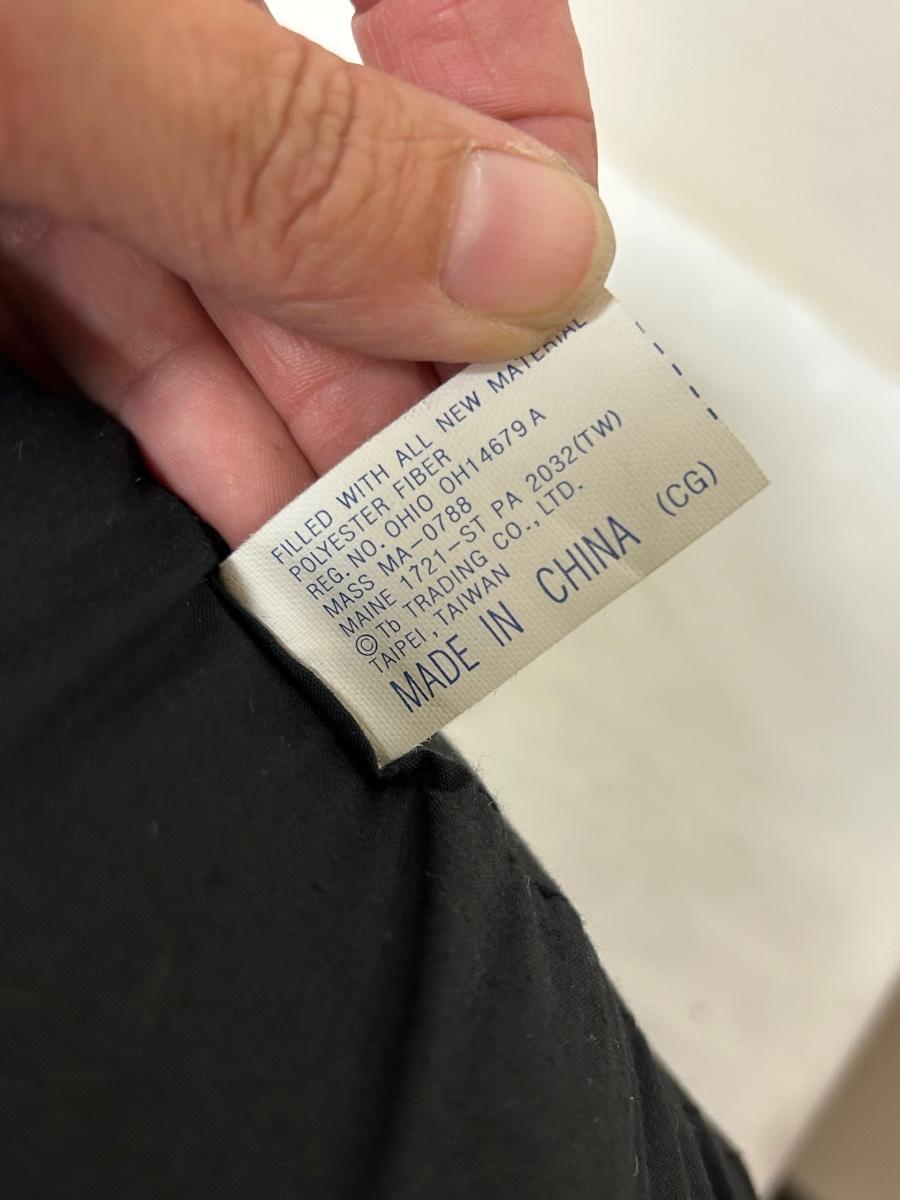 FILLED WITH ALL NEW MATERIAL
POLYESTER FIBER
REG. NO. OHIO OH14679A
MASS MA-0788
MAINE 1721-ST PA 2032(TW)
© Tb TRADING CO., LTD.
TAIPEI, TAIWAN
MADE IN CHINA (CG)